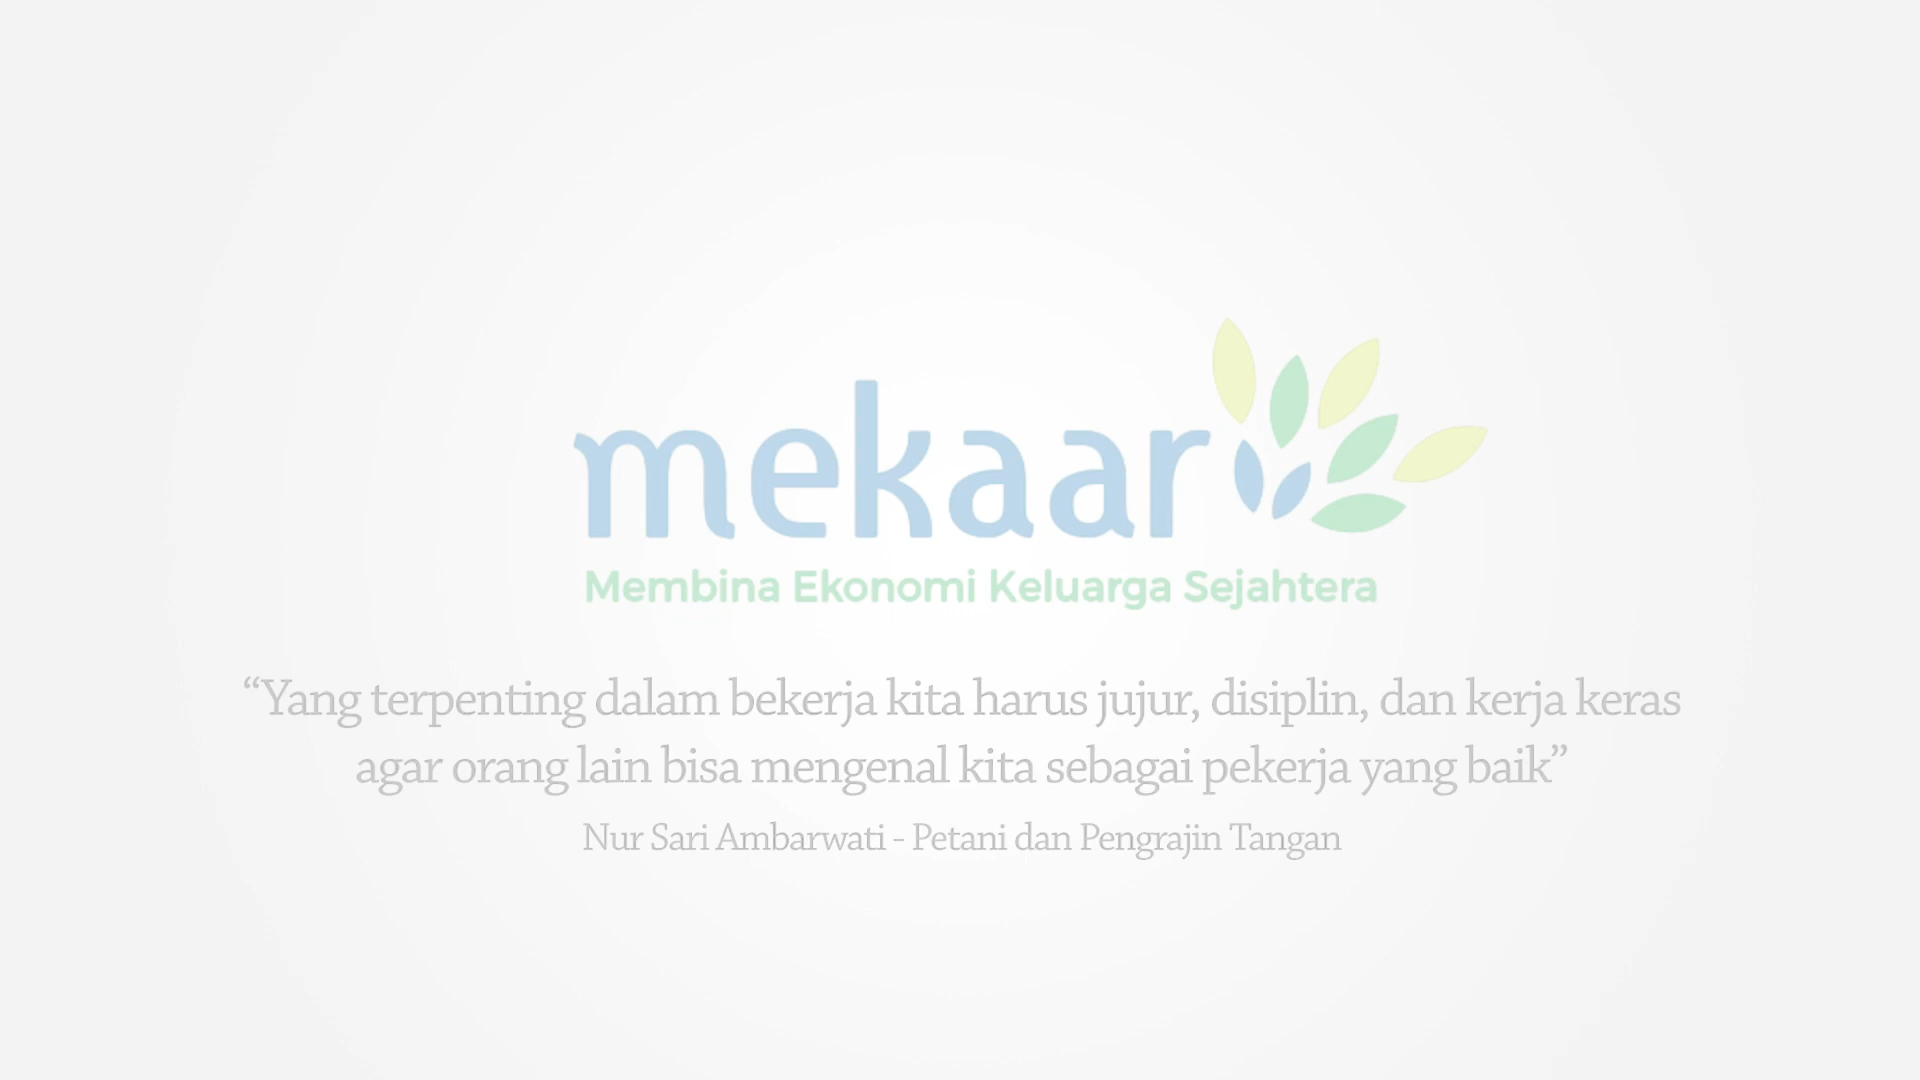 mekaar
Membina Ekonomi Keluarga Sejahtera
“Yang terpenting dalam bekerja kita harus jujur, disiplin, dan kerja keras
agar orang lain bisa mengenal kita sebagai pekerja yang baik”
Nur Sari Ambarwati - Petani dan Pengrajin Tangan